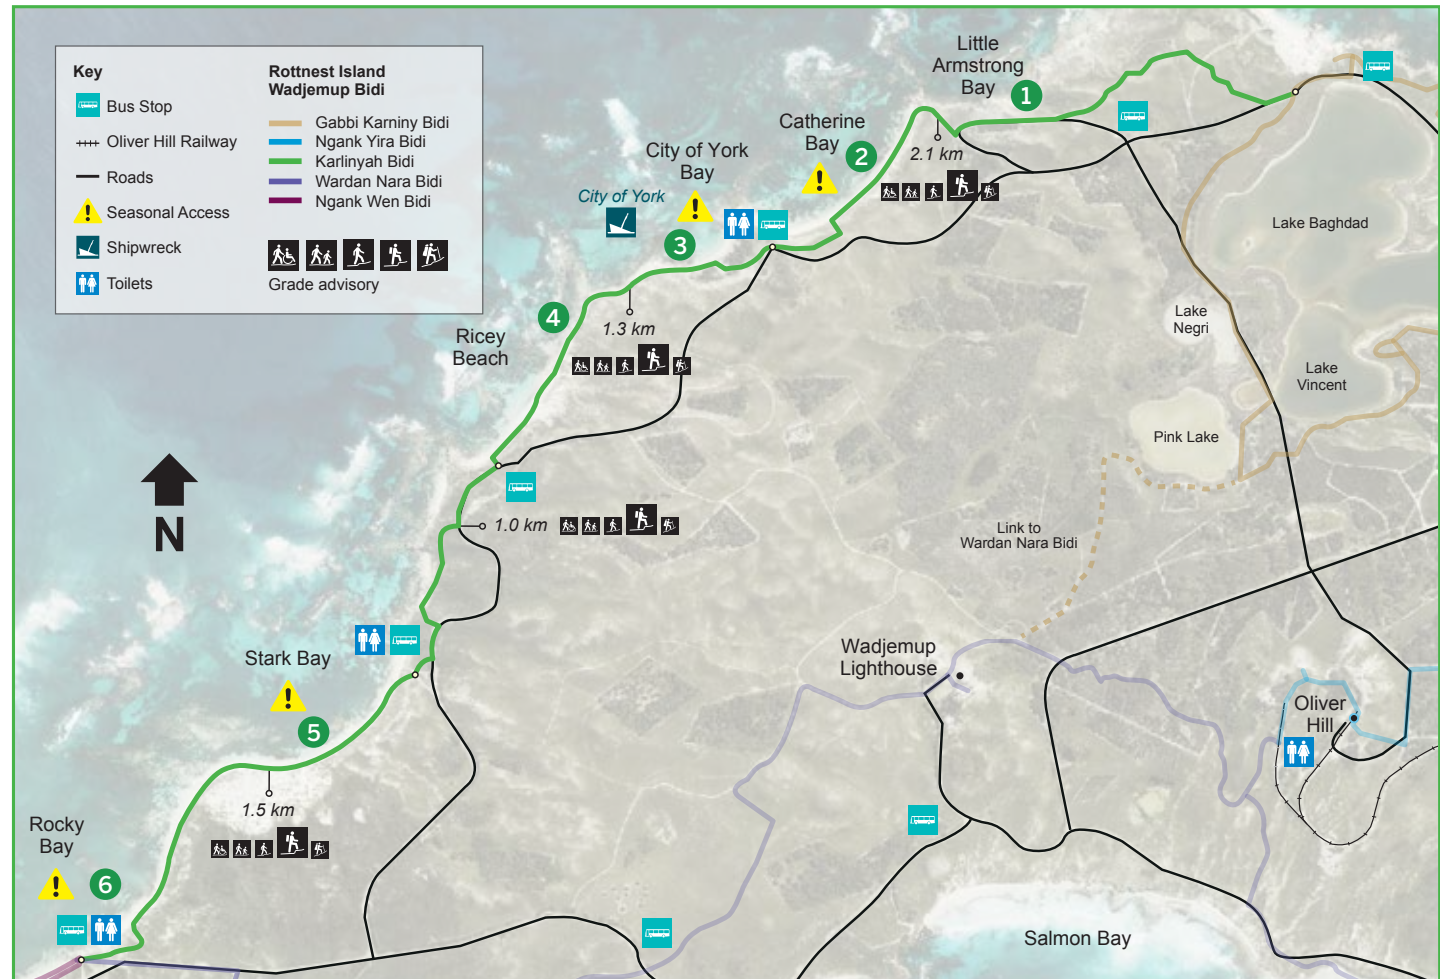 Key
Bus Stop
Oliver Hill Railway
Roads
Seasonal Access
Shipwreck
Toilets
Rottnest Island
Wadjemup Bidi
Gabbi Karniny Bidi
Ngank Yira Bidi
Karlinyah Bidi
Wardan Nara Bidi
Ngank Wen Bidi
Grade advisory
Little
Armstrong
Bay
1
Catherine
Bay
2
2.1 km
City of York
Bay
City of York
3
4
1.3 km
Ricey
Beach
Lake Baghdad
Lake
Negri
Lake
Vincent
Pink Lake
N
1.0 km
Link to
Wardan Nara Bidi
Stark Bay
5
Wadjemup
Lighthouse
Oliver
Hill
1.5 km
Rocky
Bay
6
Salmon Bay